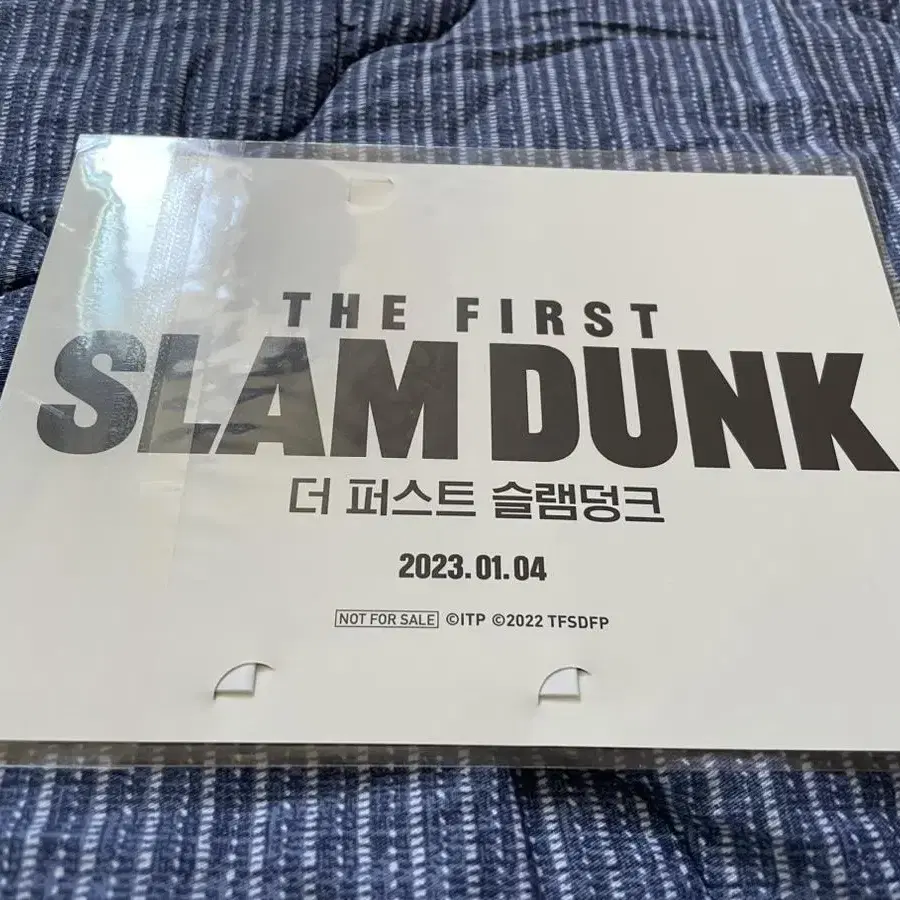 THE FIRST
SLAM DUNK
더 퍼스트 슬램덩크
2023.01.04
NOT FOR SALE ©ITP ©2022 TFSDFP